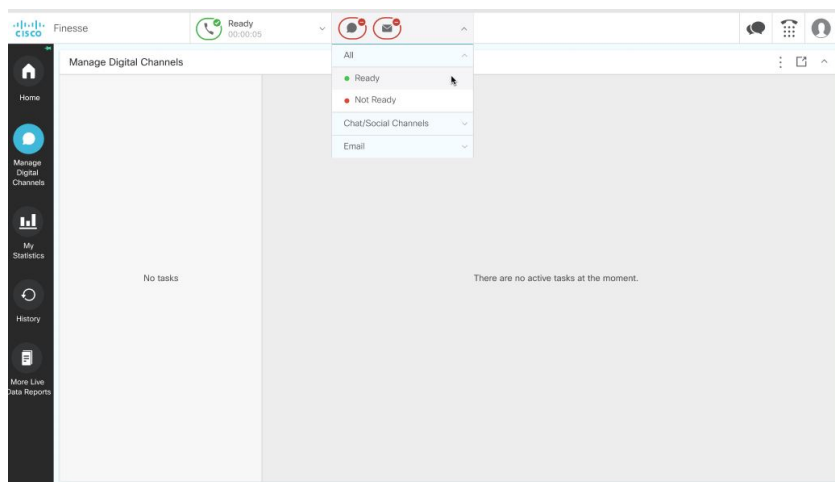 CISCO
Finesse
Ready
00:00:05
Manage Digital Channels
All
Ready
Not Ready
Chat/Social Channels
Email
Home
Manage
Digital
Channels
My
Statistics
History
More Live
Data Reports
No tasks
There are no active tasks at the moment.